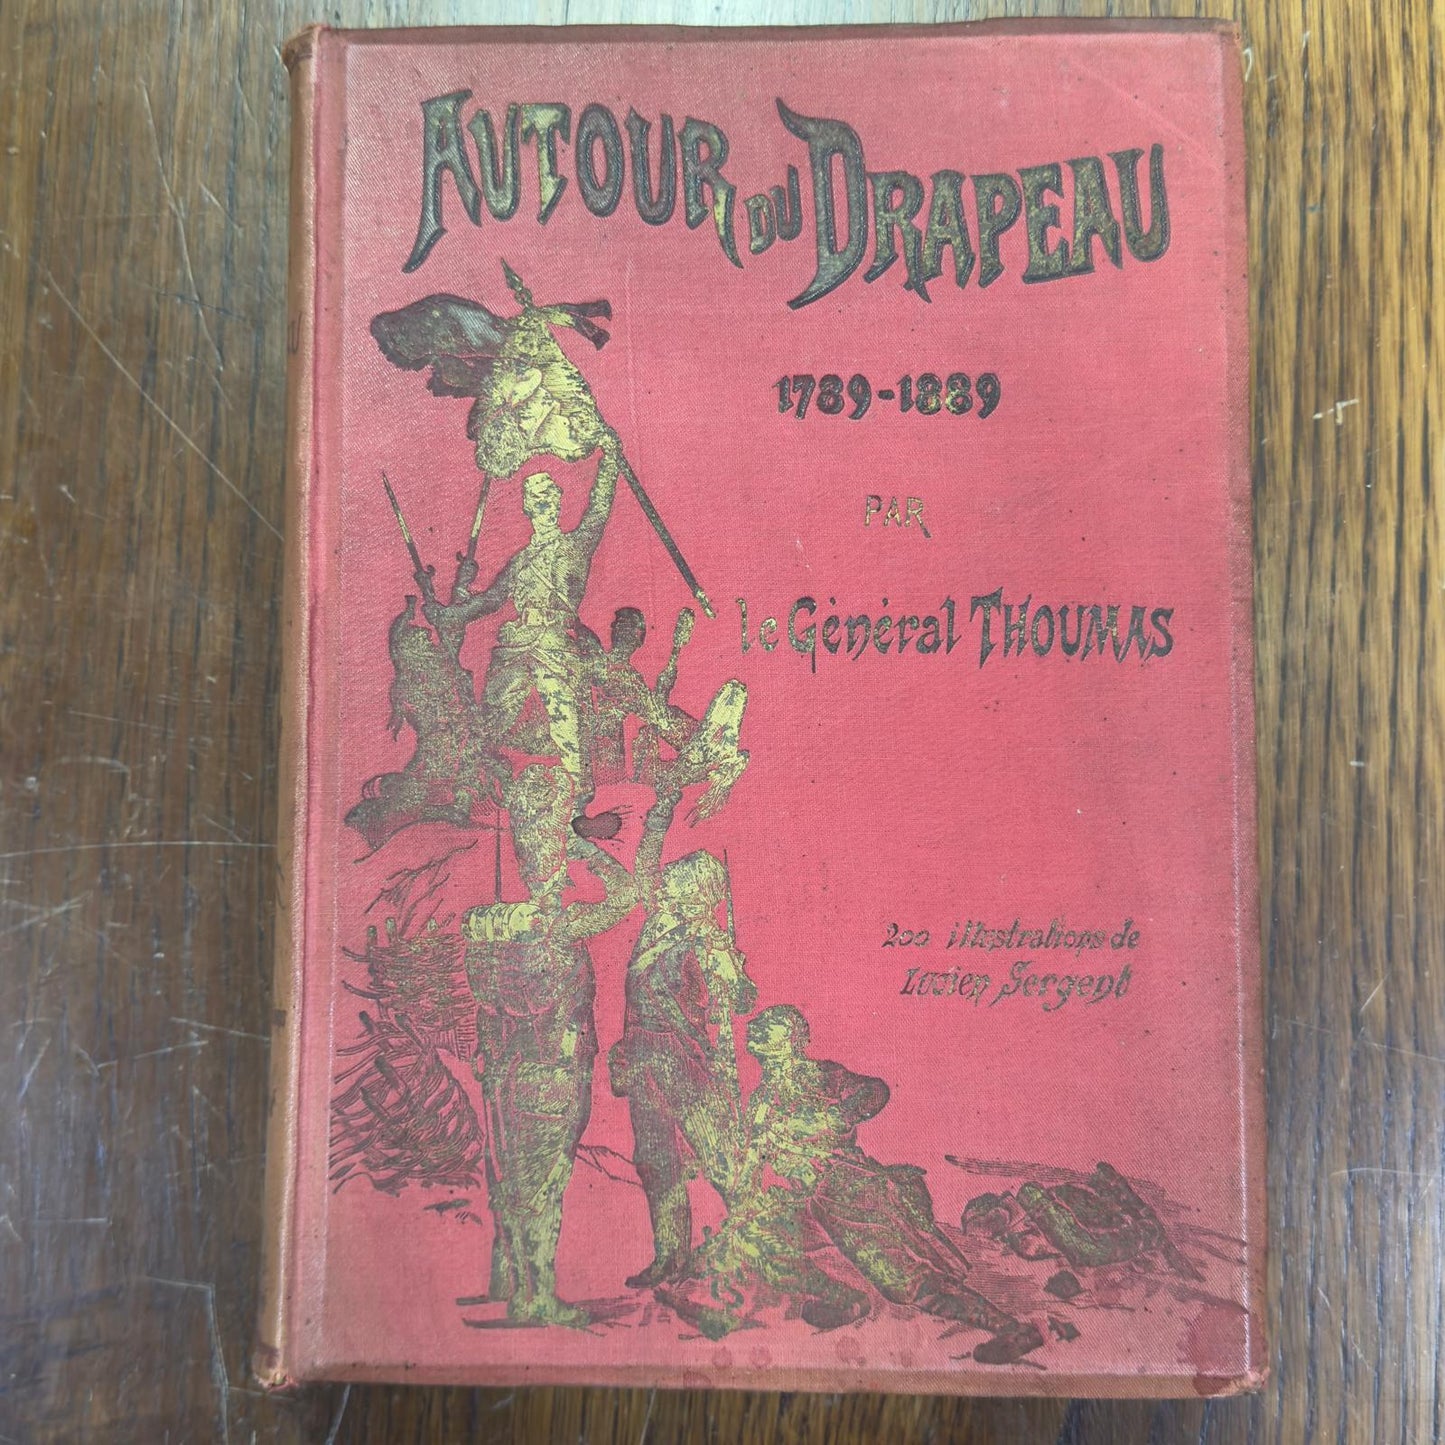 AUTOUR DU DRAPEAU
1789-1889
PAR
le Général THOUMAS
200 illustrations de
Lucien Sergent